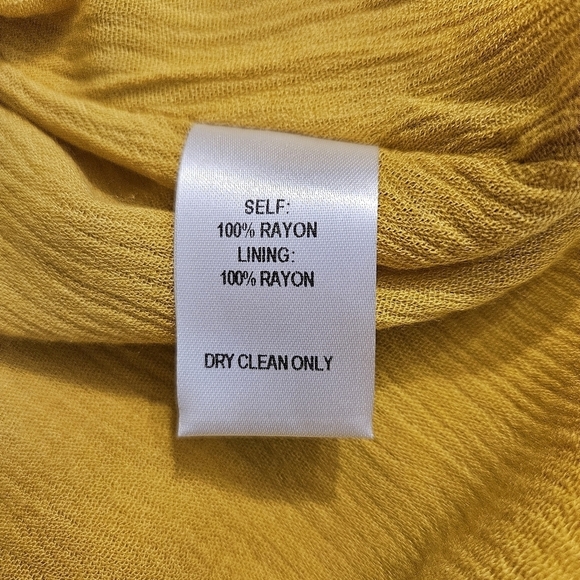 SELF:
100% RAYON
LINING:
100% RAYON
DRY CLEAN ONLY